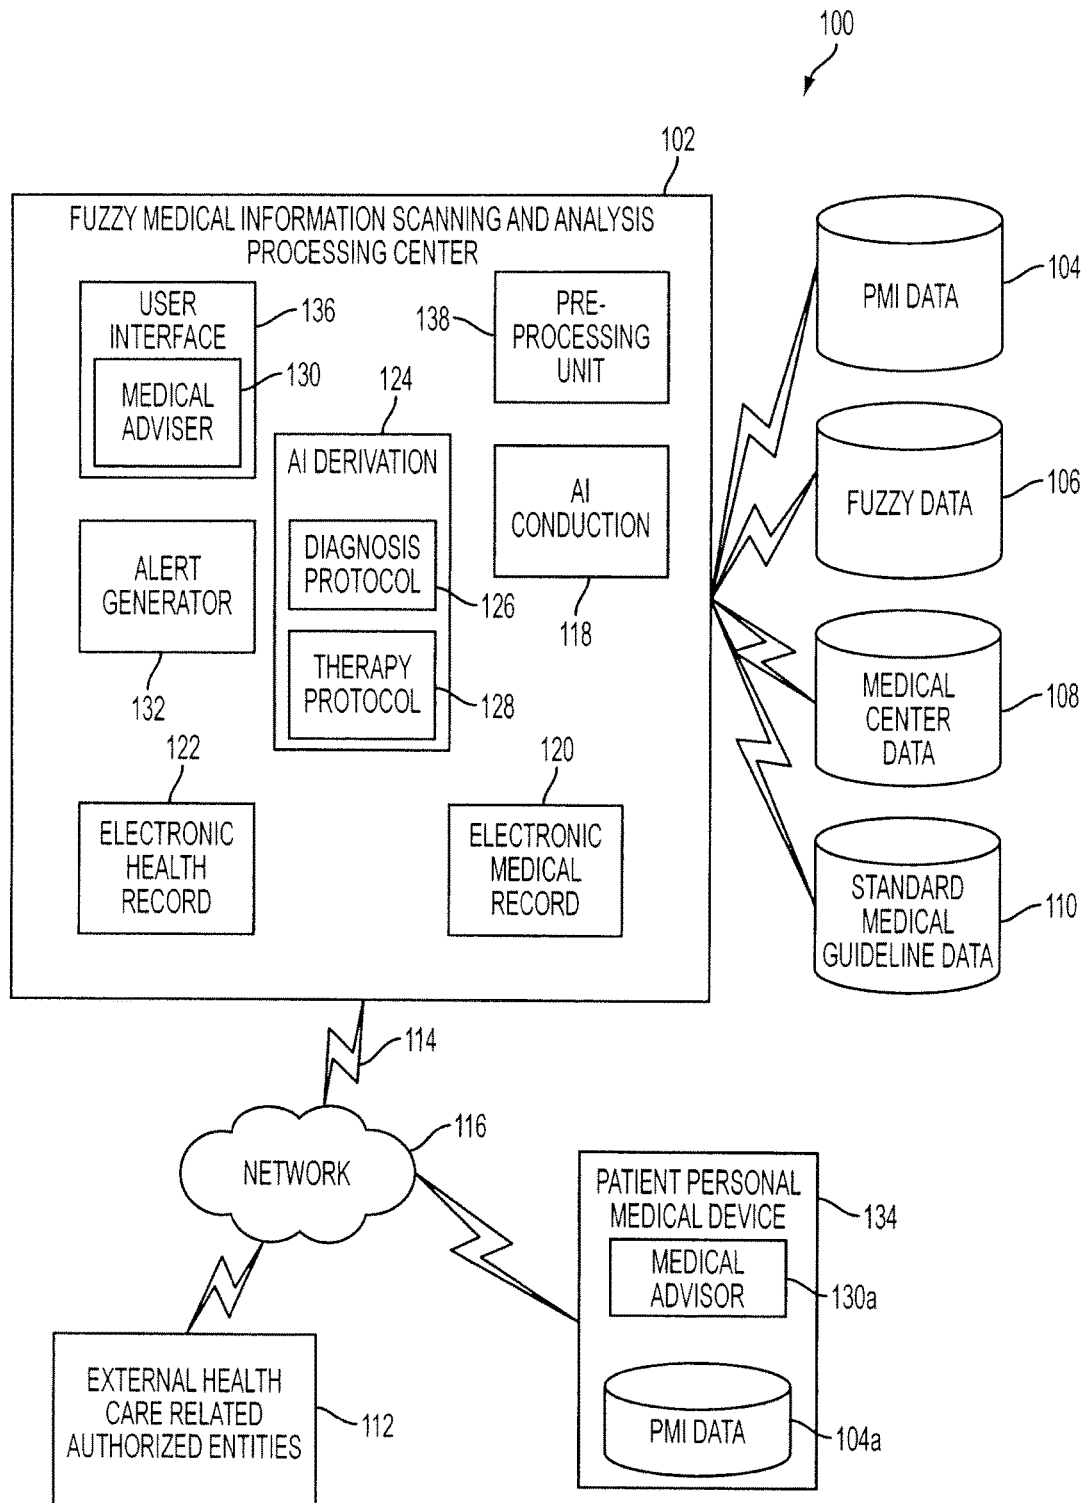 100
102
FUZZY MEDICAL INFORMATION SCANNING AND ANALYSIS
PROCESSING CENTER
USER
INTERFACE
136
MEDICAL
ADVISER
130
138
PRE-
PROCESSING
UNIT
124
AI DERIVATION
DIAGNOSIS
PROTOCOL
126
THERAPY
PROTOCOL
128
AI
CONDUCTION
118
ALERT
GENERATOR
132
122
ELECTRONIC
HEALTH
RECORD
120
ELECTRONIC
MEDICAL
RECORD
PMI DATA
104
FUZZY DATA
106
MEDICAL
CENTER
DATA
108
STANDARD
MEDICAL
GUIDELINE DATA
110
114
NETWORK
116
PATIENT PERSONAL
MEDICAL DEVICE
134
MEDICAL
ADVISOR
130a
PMI DATA
104a
EXTERNAL HEALTH
CARE RELATED
AUTHORIZED ENTITIES
112